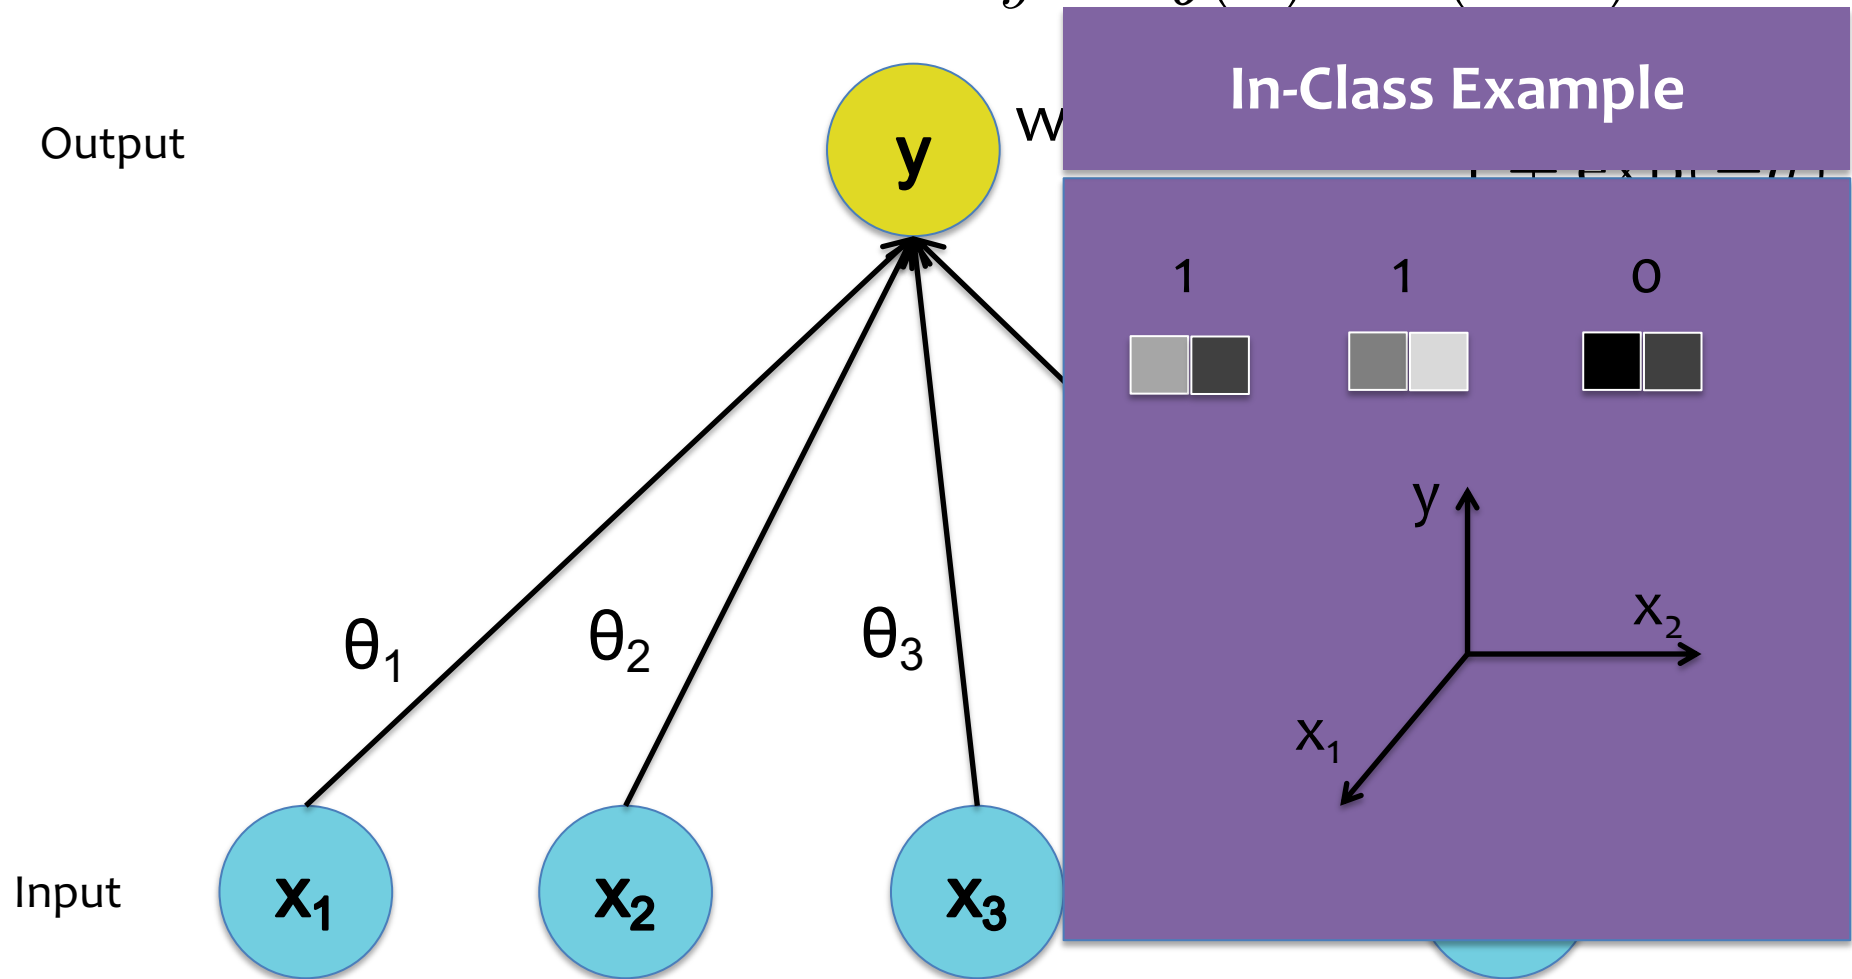 In-Class Example
Output
y
w
1 1 0
y
x₂
θ₁ θ₂ θ₃
x₁
Input
x₁ x₂ x₃